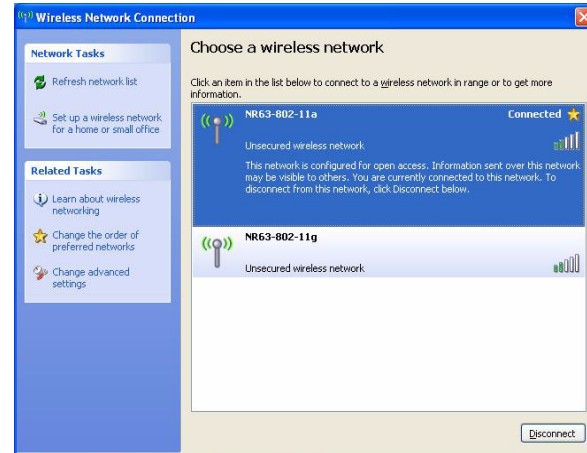 Wireless Network Connection
Network Tasks
Refresh network list
Set up a wireless network
for a home or small office
Related Tasks
Learn about wireless
networking
Change the order of
preferred networks
Change advanced
settings
Choose a wireless network
Click an item in the list below to connect to a wireless network in range or to get more
information.
NR63-802-11a Connected
Unsecured wireless network
This network is configured for open access. Information sent over this network
may be visible to others. You are currently connected to this network. To
disconnect from this network, click Disconnect below.
NR63-802-11g
Unsecured wireless network
Disconnect